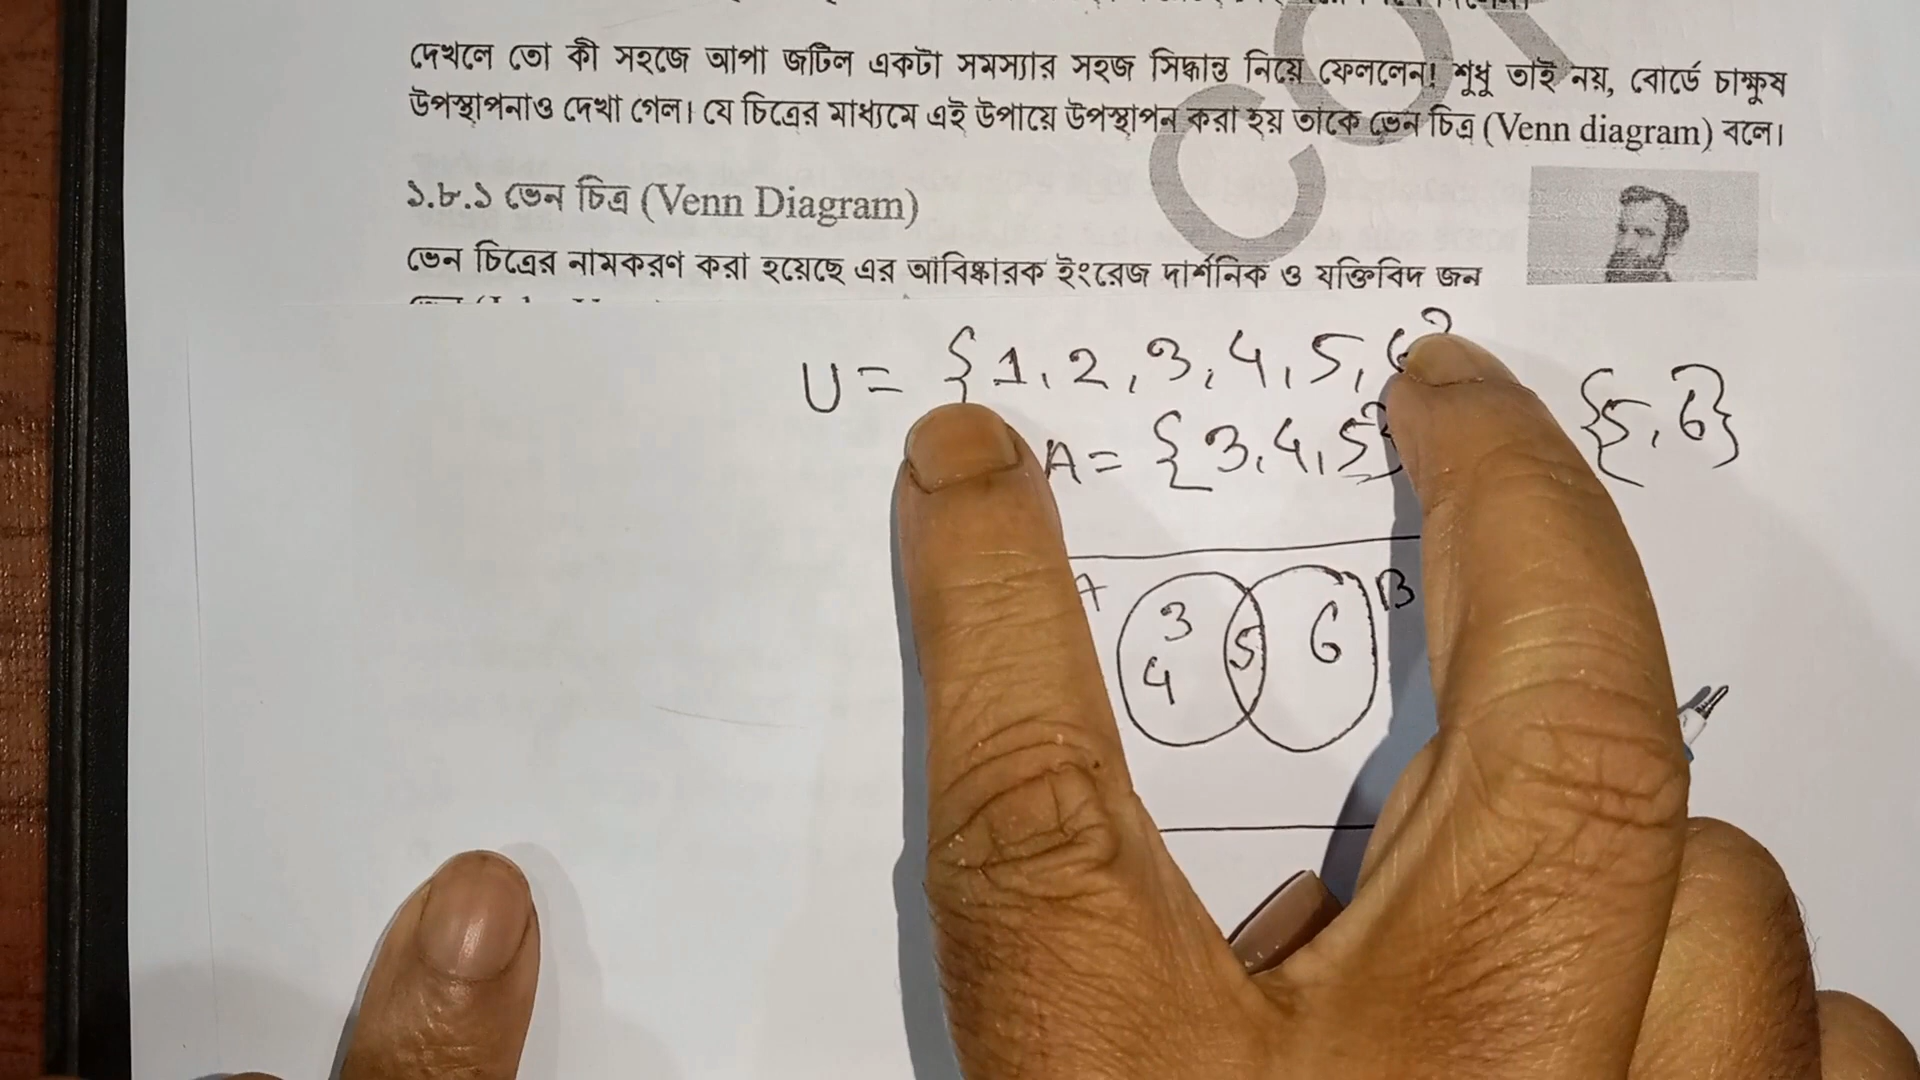 দেখলে তো কী সহজে আপা জটিল একটা সমস্যার সহজ সিদ্ধান্ত নিয়ে ফেললেন! শুধু তাই নয়, বোর্ডে চাক্ষুষ
উপস্থাপনাও দেখা গেল। যে চিত্রের মাধ্যমে এই উপায়ে উপস্থাপন করা হয় তাকে ভেন চিত্র (Venn diagram) বলে।
১.৮.১ ভেন চিত্র (Venn Diagram)
ভেন চিত্রের নামকরণ করা হয়েছে এর আবিষ্কারক ইংরেজ দার্শনিক ও যুক্তিবিদ জন
U = {1, 2, 3, 4, 5, 6}
A = {3, 4, 5} {5, 6}
A B
3 5 6
4